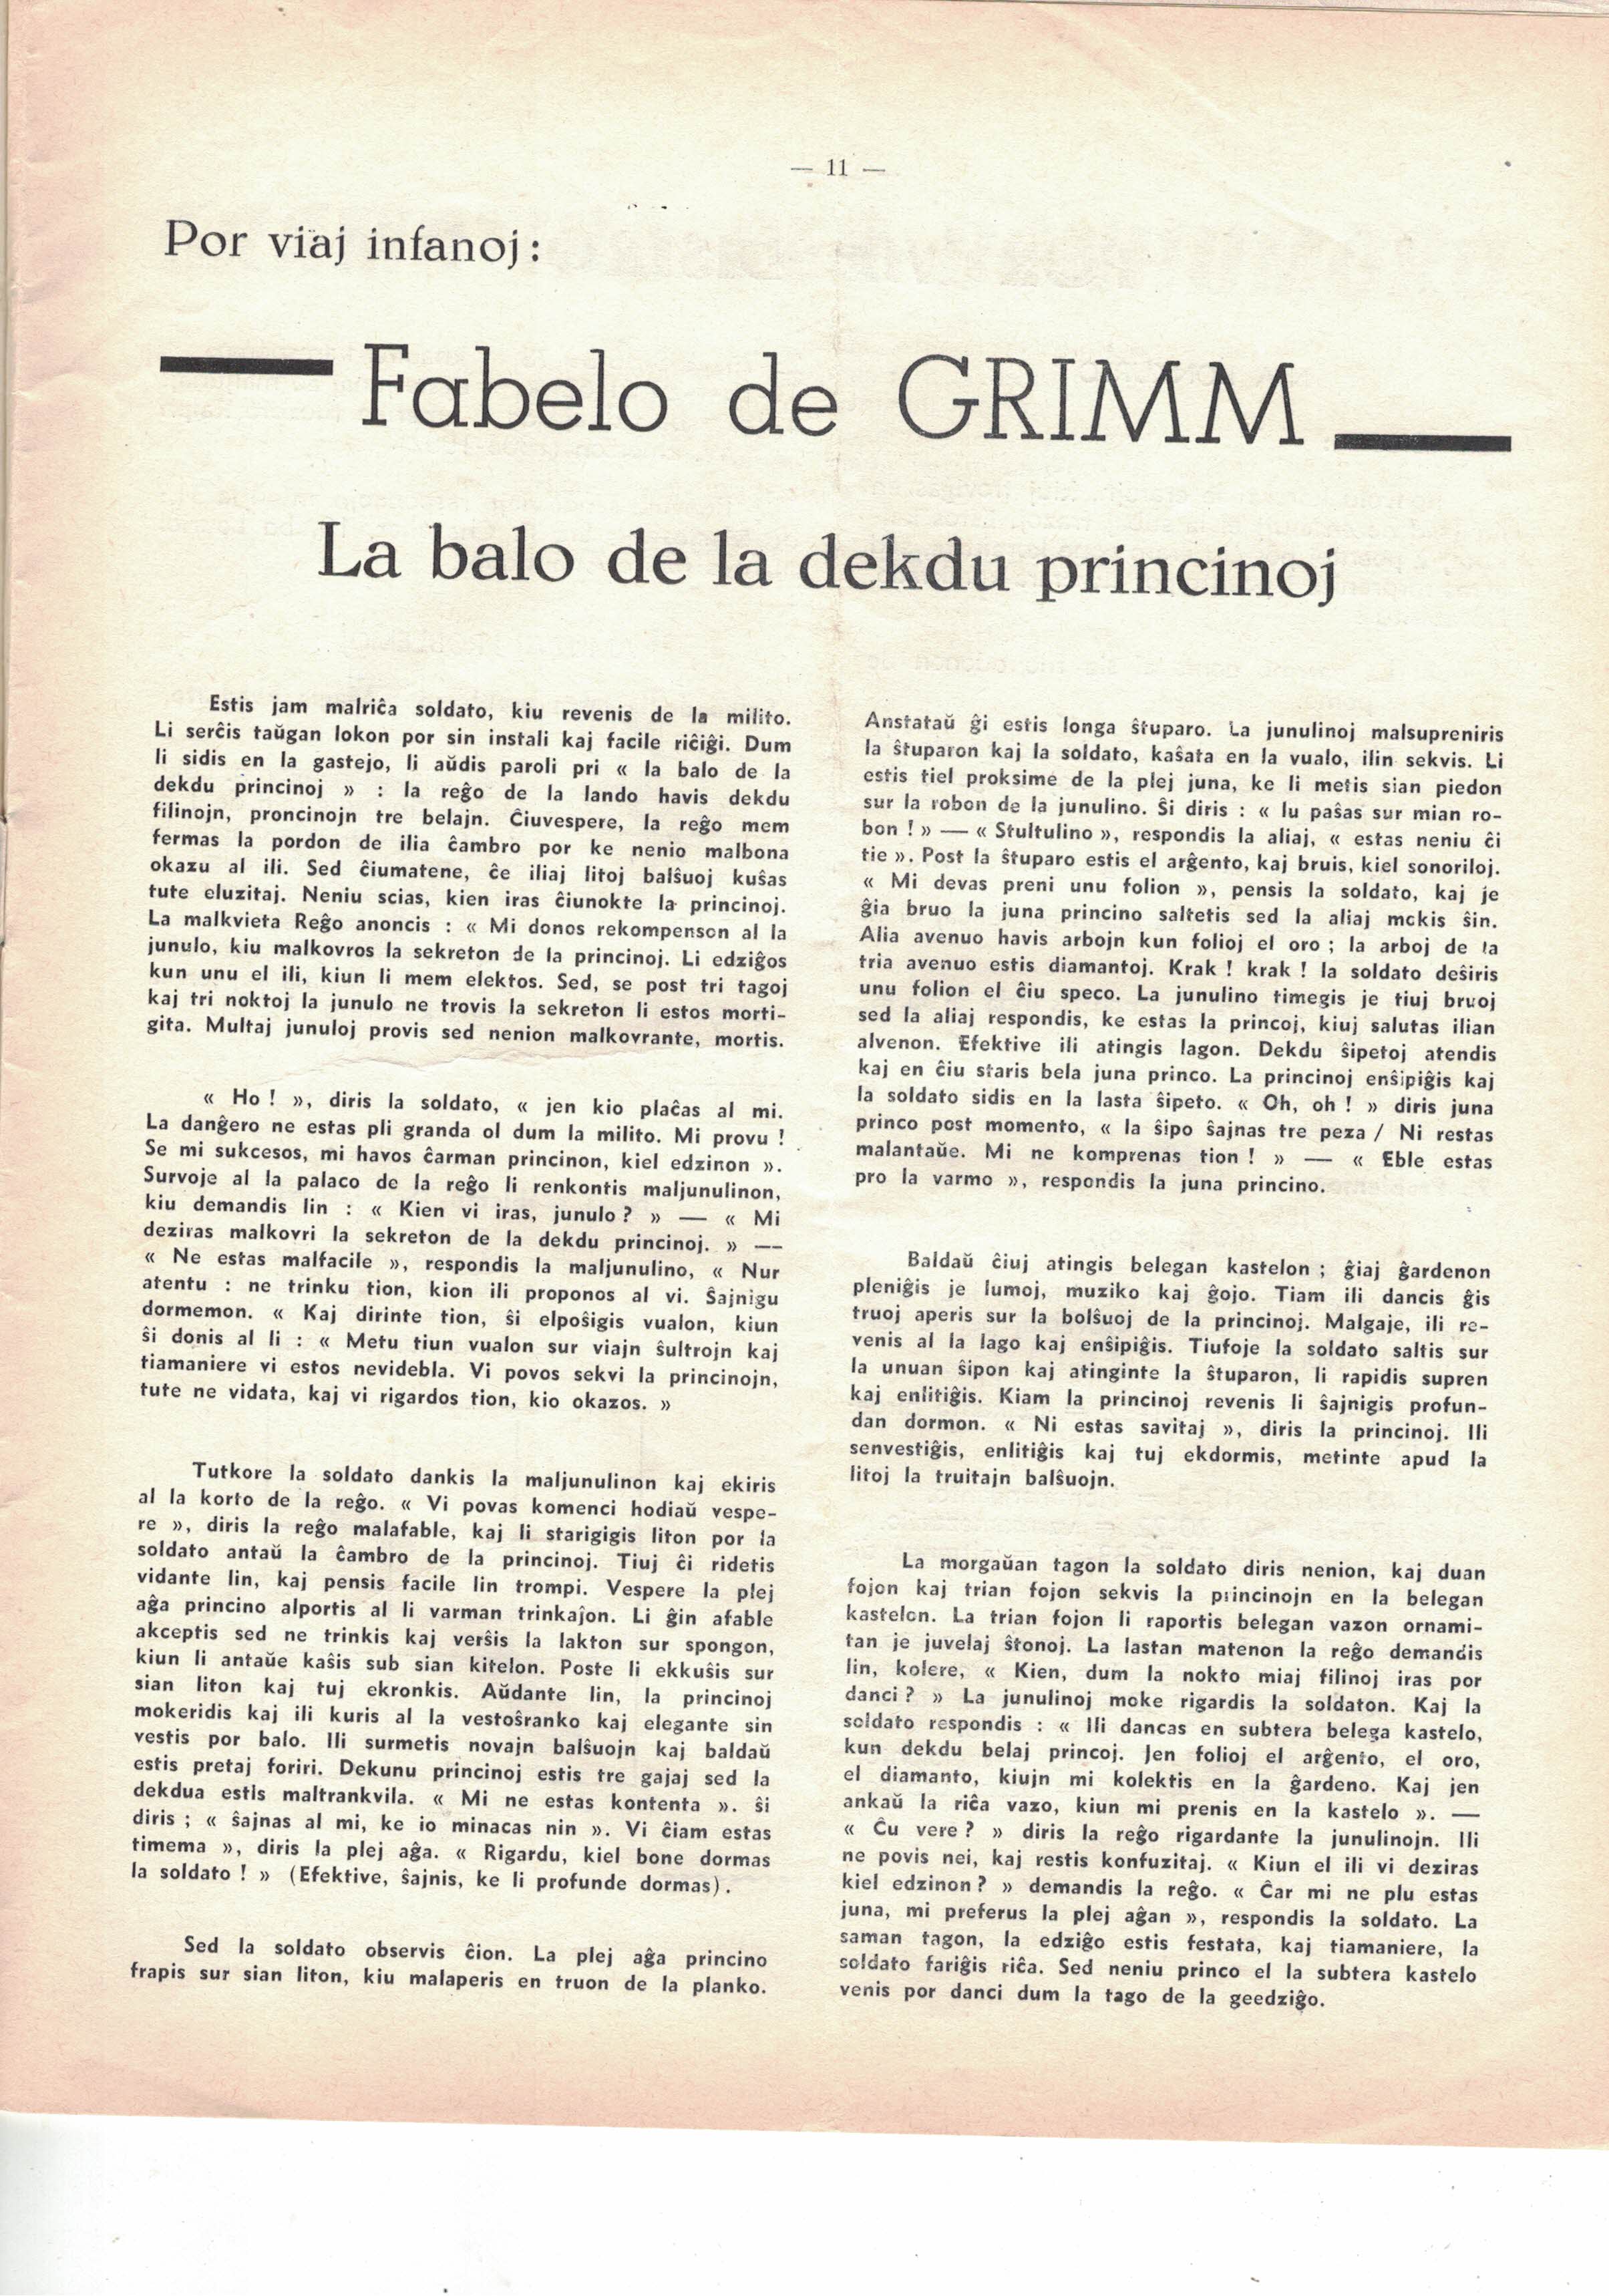 — 11 —
Por viaj infanoj:
Fabelo de GRIMM
La balo de la dekdu princinoj
Estis jam malriĉa soldato, kiu revenis de la milito.
Li serĉis taŭgan lokon por sin instali kaj facile riĉiĝi. Dum
li sidis en la gastejo, li aŭdis paroli pri « la balo de la
dekdu princinoj » : la reĝo de la lando havis dekdu
filinojn, proncinojn tre belajn. Ĉiuvespere, la reĝo mem
fermas la pordon de ilia ĉambro por ke nenio malbona
okazu al ili. Sed ĉiumatene, ĉe iliaj litoj balŝuoj kuŝas
tute eluzitaj. Neniu scias, kien iras ĉiunokte la princinoj.
La malkvieta Reĝo anoncis : « Mi donos rekompenson al la
junulo, kiu malkovros la sekreton de la princinoj. Li edziĝos
kun unu el ili, kiun li mem elektos. Sed, se post tri tagoj
kaj tri noktoj la junulo ne trovis la sekreton li estos morti-
gita. Multaj junuloj provis sed nenion malkovrante, mortis.
« Ho ! », diris la soldato, « jen kio plaĉas al mi.
La danĝero ne estas pli granda ol dum la milito. Mi provu !
Se mi sukcesos, mi havos ĉarman princinon, kiel edzinon ».
Survoje al la palaco de la reĝo li renkontis maljunulinon,
kiu demandis lin : « Kien vi iras, junulo ? » — « Mi
deziras malkovri la sekreton de la dekdu princinoj. » —
« Ne estas malfacile », respondis la maljunulino, « Nur
atentu : ne trinku tion, kion ili proponos al vi. Ŝajnigu
dormemon. « Kaj dirinte tion, ŝi elpoŝigis vualon, kiun
ŝi donis al li : « Metu tiun vualon sur viajn ŝultrojn kaj
tiamaniere vi estos nevidebla. Vi povos sekvi la princinojn,
tute ne vidata, kaj vi rigardos tion, kio okazos. »
Tutkore la soldato dankis la maljunulinon kaj ekiris
al la korto de la reĝo. « Vi povas komenci hodiaŭ vespe-
re », diris la reĝo malafable, kaj li starigigis liton por la
soldato antaŭ la ĉambro de la princinoj. Tiuj ĉi ridetis
vidante lin, kaj pensis facile lin trompi. Vespere la plej
aĝa princino alportis al li varman trinkaĵon. Li ĝin afable
akceptis sed ne trinkis kaj verŝis la lakton sur spongon,
kiun li antaŭe kaŝis sub sian kitelon. Poste li ekkuŝis sur
sian liton kaj tuj ekronkis. Aŭdante lin, la princinoj
mokeridis kaj ili kuris al la vestoŝranko kaj elegante sin
vestis por balo. Ili surmetis novajn balŝuojn kaj baldaŭ
estis pretaj foriri. Dekunu princinoj estis tre gajaj sed la
dekdua estis maltrankvila. « Mi ne estas kontenta ». ŝi
diris ; « ŝajnas al mi, ke io minacas nin ». Vi ĉiam estas
timema », diris la plej aĝa. « Rigardu, kiel bone dormas
la soldato ! » (Efektive, ŝajnis, ke li profunde dormas).
Sed la soldato observis ĉion. La plej aĝa princino
frapis sur sian liton, kiu malaperis en truon de la planko.
Anstataŭ ĝi estis longa ŝtuparo. La junulinoj malsupreniris
la ŝtuparon kaj la soldato, kaŝata en la vualo, ilin sekvis. Li
estis tiel proksime de la plej juna, ke li metis sian piedon
sur la robon de la junulino. Ŝi diris : « Iu paŝas sur mian ro-
bon ! » — « Stultulino », respondis la aliaj, « estas neniu ĉi
tie ». Post la ŝtuparo estis el arĝento, kaj bruis, kiel sonoriloj.
« Mi devas preni unu folion », pensis la soldato, kaj je
ĝia bruo la juna princino saltetis sed la aliaj mckis ŝin.
Alia avenuo havis arbojn kun folioj el oro ; la arboj de la
tria avenuo estis diamantoj. Krak ! krak ! la soldato deŝiris
unu folion el ĉiu speco. La junulino timegis je tiuj bruoj
sed la aliaj respondis, ke estas la princoj, kiuj salutas ilian
alvenon. Efektive ili atingis lagon. Dekdu ŝipetoj atendis
kaj en ĉiu staris bela juna princo. La princinoj enŝipiĝis kaj
la soldato sidis en la lasta ŝipeto. « Oh, oh ! » diris juna
princo post momento, « la ŝipo ŝajnas tre peza / Ni restas
malantaŭe. Mi ne komprenas tion ! » — « Eble estas
pro la varmo », respondis la juna princino.
Baldaŭ ĉiuj atingis belegan kastelon ; ĝiaj ĝardenon
pleniĝis je lumoj, muziko kaj ĝojo. Tiam ili dancis ĝis
truoj aperis sur la bolŝuoj de la princinoj. Malgaje, ili re-
venis al la lago kaj enŝipiĝis. Tiufoje la soldato saltis sur
la unuan ŝipon kaj atinginte la ŝtuparon, li rapidis supren
kaj enlitiĝis. Kiam la princinoj revenis li ŝajnigis profun-
dan dormon. « Ni estas savitaj », diris la princinoj. Ili
senvestiĝis, enlitiĝis kaj tuj ekdormis, metinte apud la
litoj la truitajn balŝuojn.
La morgaŭan tagon la soldato diris nenion, kaj duan
fojon kaj trian fojon sekvis la princinojn en la belegan
kastelon. La trian fojon li raportis belegan vazon ornami-
tan je juvelaj ŝtonoj. La lastan matenon la reĝo demandis
lin, kolere, « Kien, dum la nokto miaj filinoj iras por
danci ? » La junulinoj moke rigardis la soldaton. Kaj la
soldato respondis : « Ili dancas en subtera belega kastelo,
kun dekdu belaj princoj. Jen folioj el arĝento, el oro,
el diamanto, kiujn mi kolektis en la ĝardeno. Kaj jen
ankaŭ la riĉa vazo, kiun mi prenis en la kastelo ». —
« Ĉu vere ? » diris la reĝo rigardante la junulinojn. Ili
ne povis nei, kaj restis konfuzitaj. « Kiun el ili vi deziras
kiel edzinon ? » demandis la reĝo. « Ĉar mi ne plu estas
juna, mi preferus la plej aĝan », respondis la soldato. La
saman tagon, la edziĝo estis festata, kaj tiamaniere, la
soldato fariĝis riĉa. Sed neniu princo el la subtera kastelo
venis por danci dum la tago de la geedziĝo.